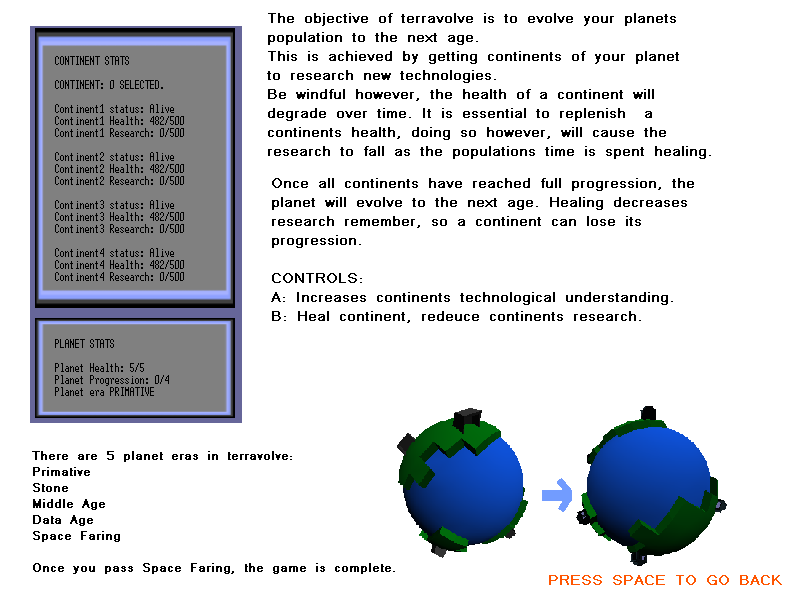 CONTINENT STATS
CONTINENT: 0 SELECTED.
Continent1 status: Alive
Continent1 Health: 482/500
Continent1 Research: 0/500
Continent2 status: Alive
Continent2 Health: 482/500
Continent2 Research: 0/500
Continent3 status: Alive
Continent3 Health: 482/500
Continent3 Research: 0/500
Continent4 status: Alive
Continent4 Health: 482/500
Continent4 Research: 0/500
PLANET STATS
Planet Health: 5/5
Planet Progression: 0/4
Planet era PRIMATIVE
The objective of terravolve is to evolve your planets
population to the next age.
This is achieved by getting continents of your planet
to research new technologies.
Be windful however, the health of a continent will
degrade over time. It is essential to replenish a
continents health, doing so however, will cause the
research to fall as the populations time is spent healing.
Once all continents have reached full progression, the
planet will evolve to the next age. Healing decreases
research remember, so a continent can lose its
progression.
CONTROLS:
A: Increases continents technological understanding.
B: Heal continent, redeuce continents research.
There are 5 planet eras in terravolve:
Primative
Stone
Middle Age
Data Age
Space Faring
Once you pass Space Faring, the game is complete.
PRESS SPACE TO GO BACK